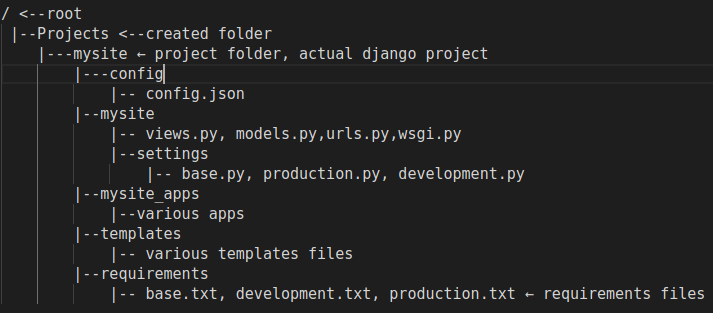 / <--root
|--Projects <--created folder
|---mysite ← project folder, actual django project
|---config
|-- config.json
|--mysite
|-- views.py, models.py,urls.py,wsgi.py
|--settings
|-- base.py, production.py, development.py
|--mysite_apps
|--various apps
|--templates
|-- various templates files
|--requirements
|-- base.txt, development.txt, production.txt ← requirements files